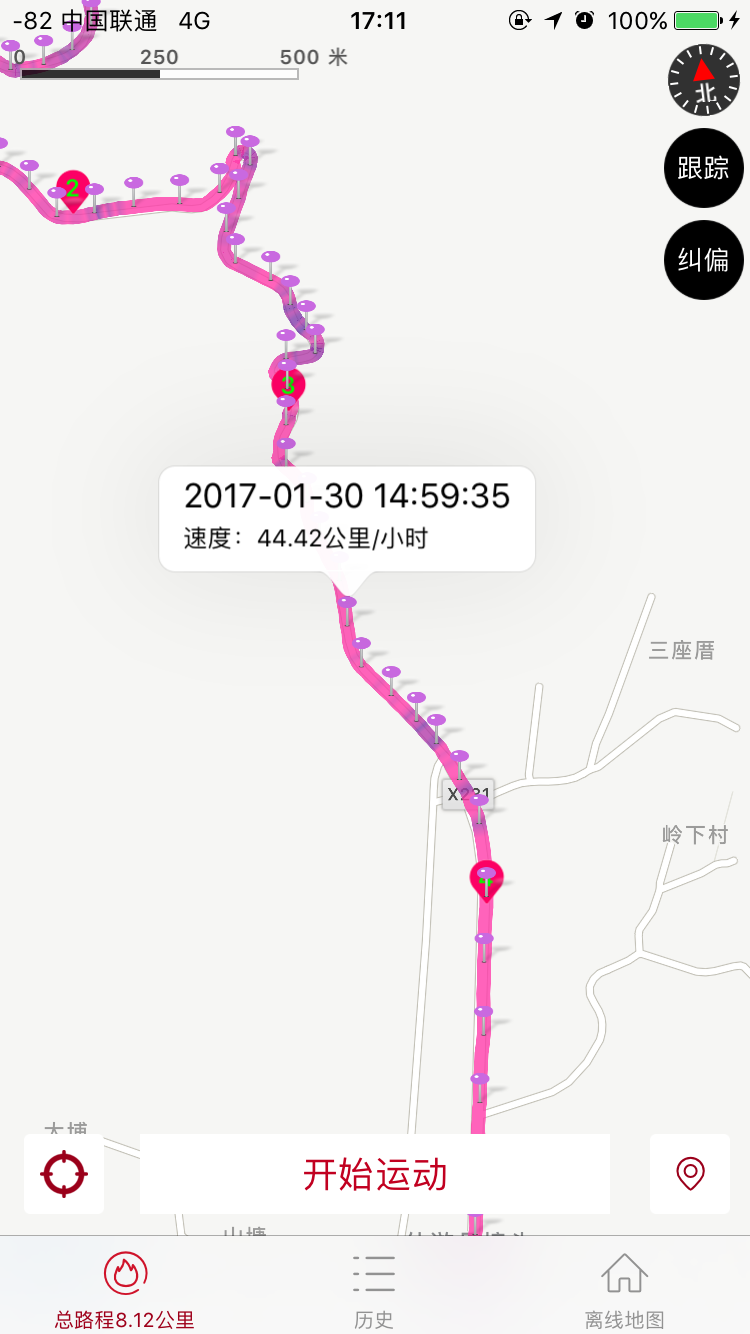 -82 中国联通 4G 17:11 100%
0 250 500 米
北
跟踪
纠偏
2
3
2017-01-30 14:59:35
速度：44.42公里/小时
三座厝
X231
岭下村
4
开始运动
总路程8.12公里
历史
离线地图